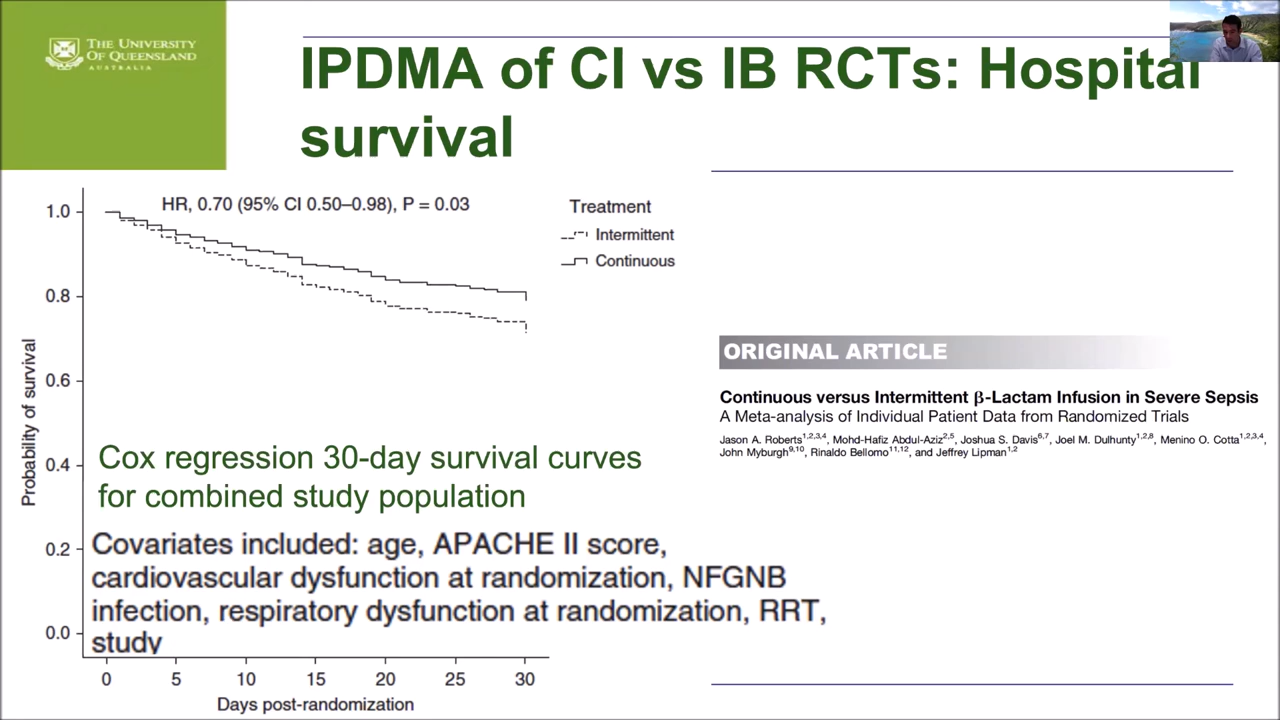 THE UNIVERSITY
OF QUEENSLAND
AUSTRALIA
IPDMA of CI vs IB RCTs: Hospital
survival
HR, 0.70 (95% CI 0.50–0.98), P = 0.03
Treatment
Intermittent
Continuous
1.0
0.8
0.6
0.4
0.2
0.0
Probability of survival
Cox regression 30-day survival curves
for combined study population
Covariates included: age, APACHE II score,
cardiovascular dysfunction at randomization, NFGNB
infection, respiratory dysfunction at randomization, RRT,
study
0 5 10 15 20 25 30
Days post-randomization
ORIGINAL ARTICLE
Continuous versus Intermittent β-Lactam Infusion in Severe Sepsis
A Meta-analysis of Individual Patient Data from Randomized Trials
Jason A. Roberts1,2,3,4, Mohd-Hafiz Abdul-Aziz2,5, Joshua S. Davis6,7, Joel M. Dulhunty1,2,8, Menino O. Cotta1,2,3,4,
John Myburgh9,10, Rinaldo Bellomo11,12, and Jeffrey Lipman1,2